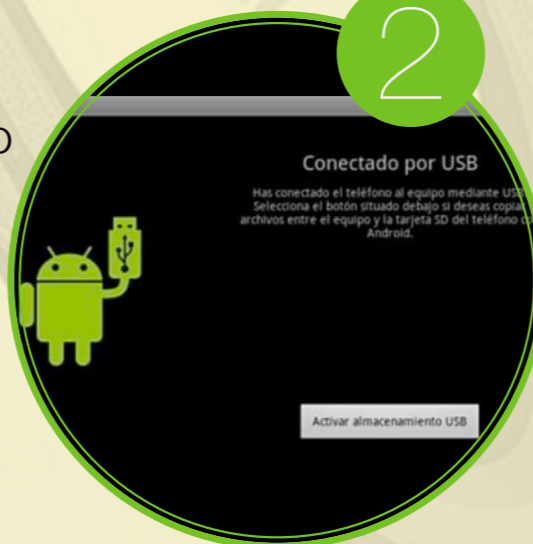 2
Conectado por USB
Has conectado el teléfono al equipo mediante USB.
Selecciona el botón situado debajo si deseas copiar
archivos entre el equipo y la tarjeta SD del teléfono
Android.
Activar almacenamiento USB